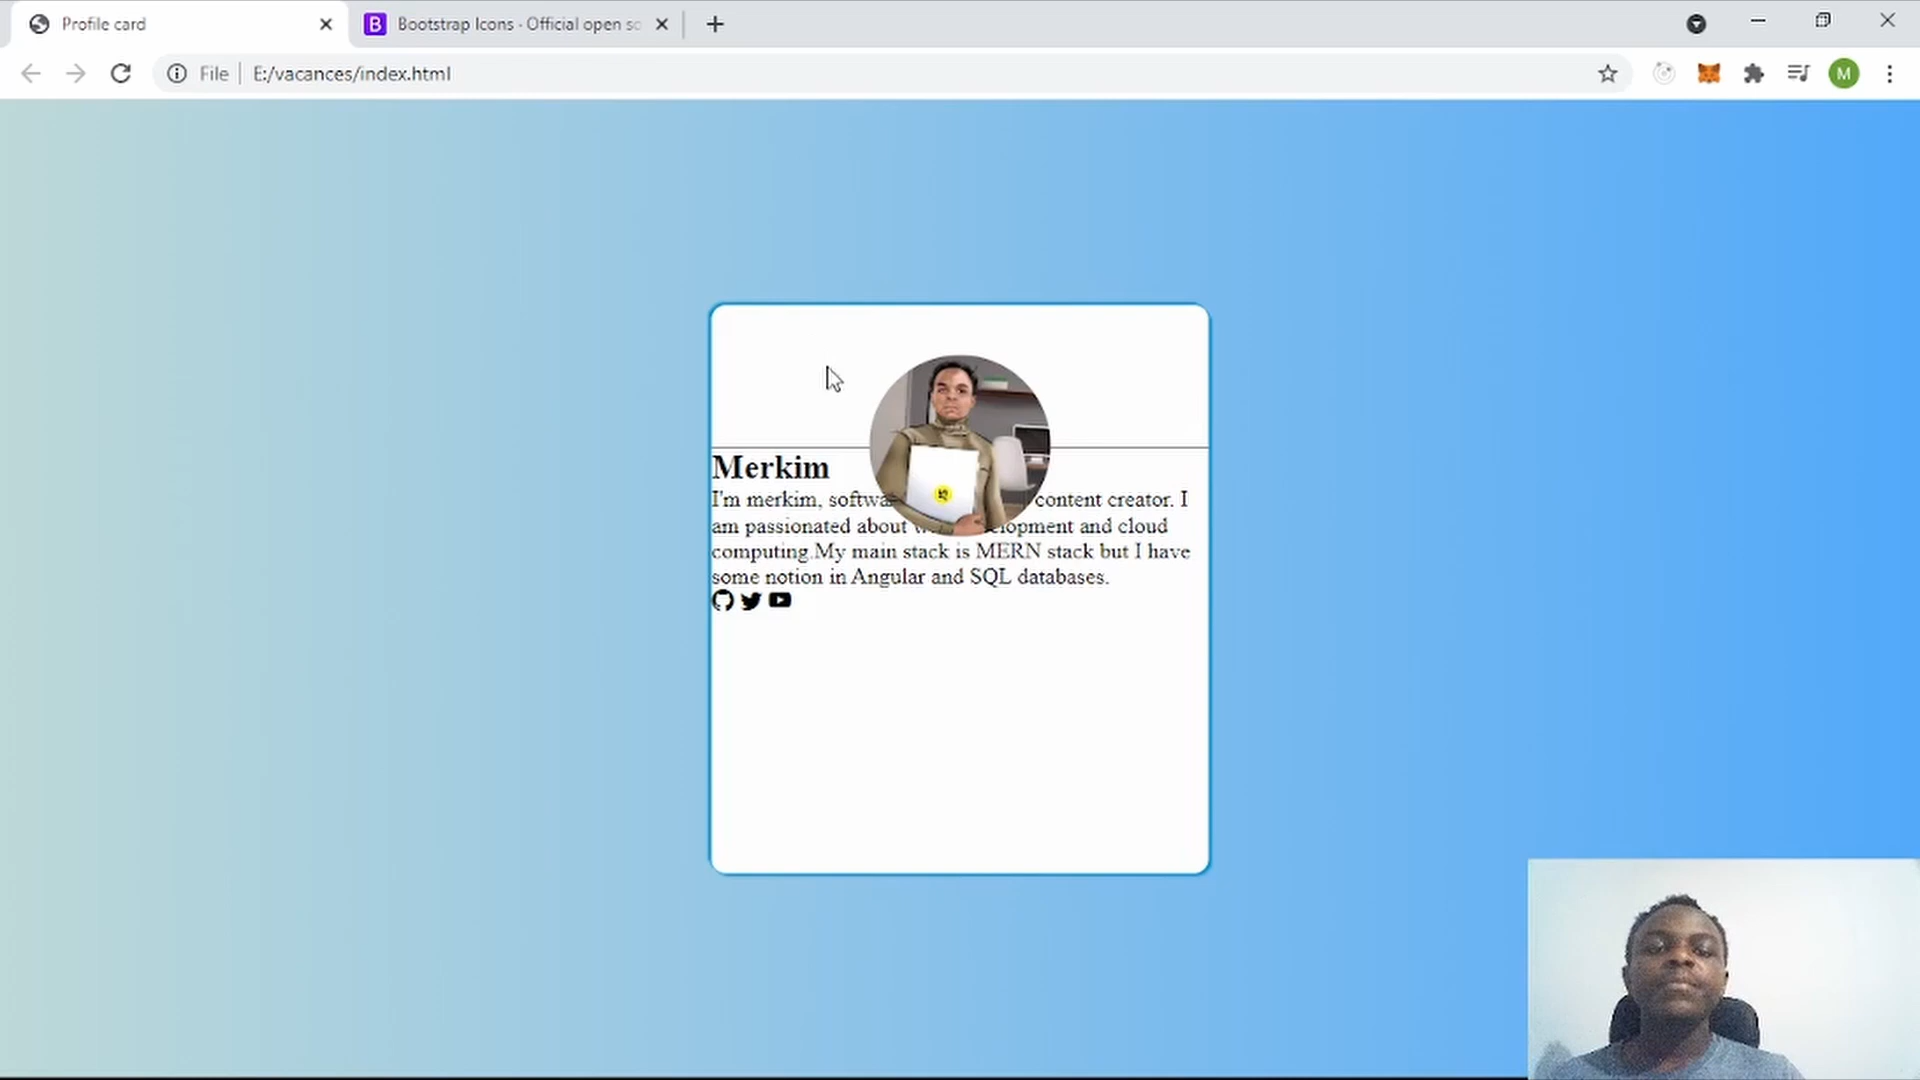 Profile card
Bootstrap Icons - Official open so
File
E:/vacances/index.html
M
Merkim
I'm merkim, softwa content creator. I
am passionated about w lopment and cloud
computing.My main stack is MERN stack but I have
some notion in Angular and SQL databases.